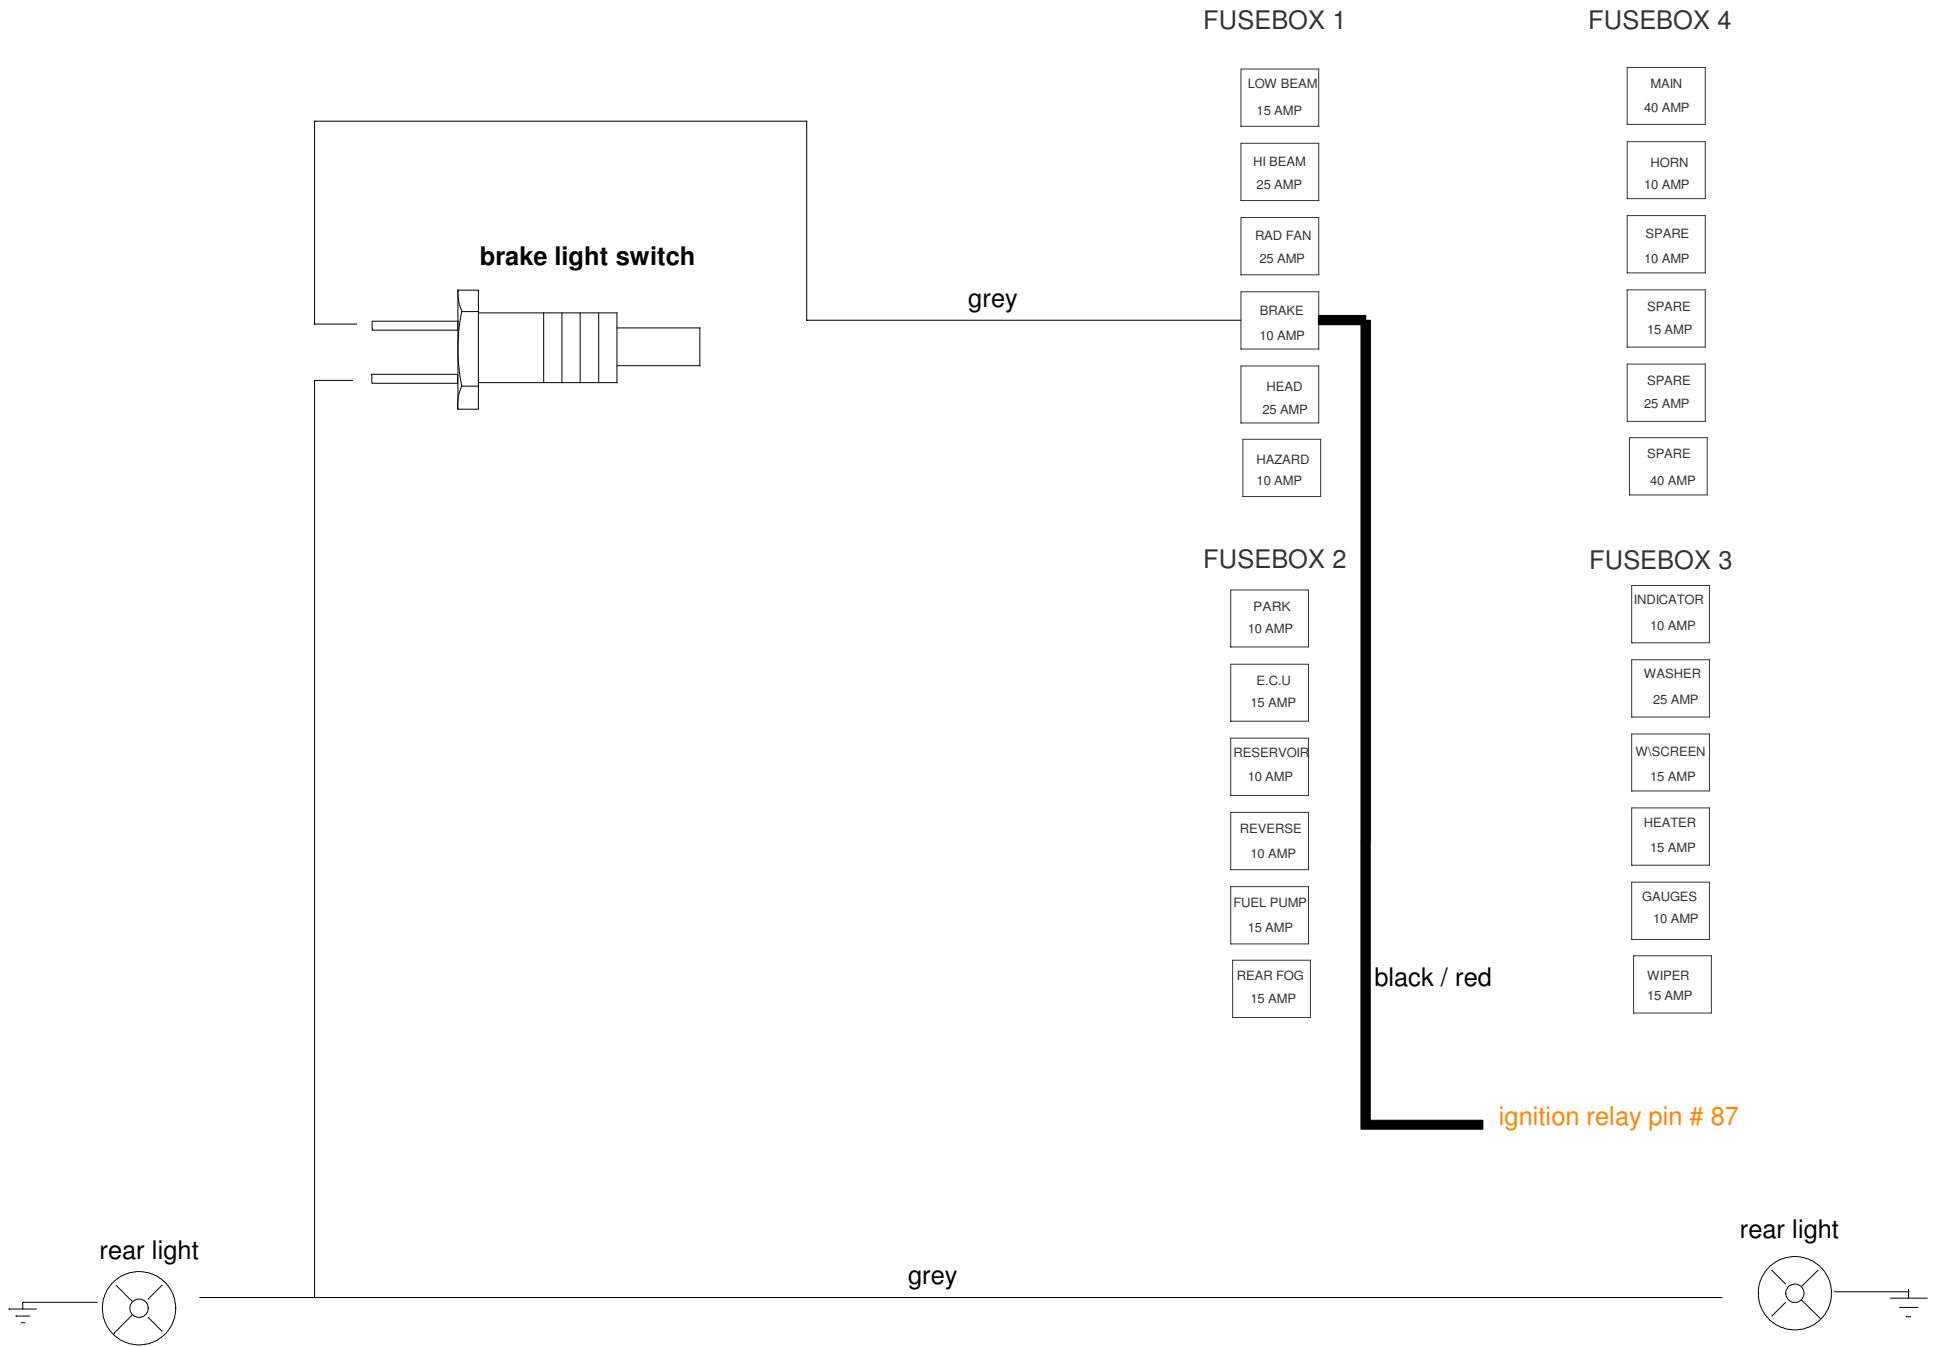 FUSEBOX 1
LOW BEAM
15 AMP
HI BEAM
25 AMP
RAD FAN
25 AMP
BRAKE
10 AMP
HEAD
25 AMP
HAZARD
10 AMP
FUSEBOX 4
MAIN
40 AMP
HORN
10 AMP
SPARE
10 AMP
SPARE
15 AMP
SPARE
25 AMP
SPARE
40 AMP
brake light switch
grey
FUSEBOX 2
PARK
10 AMP
E.C.U
15 AMP
RESERVOIR
10 AMP
REVERSE
10 AMP
FUEL PUMP
15 AMP
REAR FOG
15 AMP
FUSEBOX 3
INDICATOR
10 AMP
WASHER
25 AMP
W\SCREEN
15 AMP
HEATER
15 AMP
GAUGES
10 AMP
WIPER
15 AMP
black / red
ignition relay pin # 87
rear light
grey
rear light